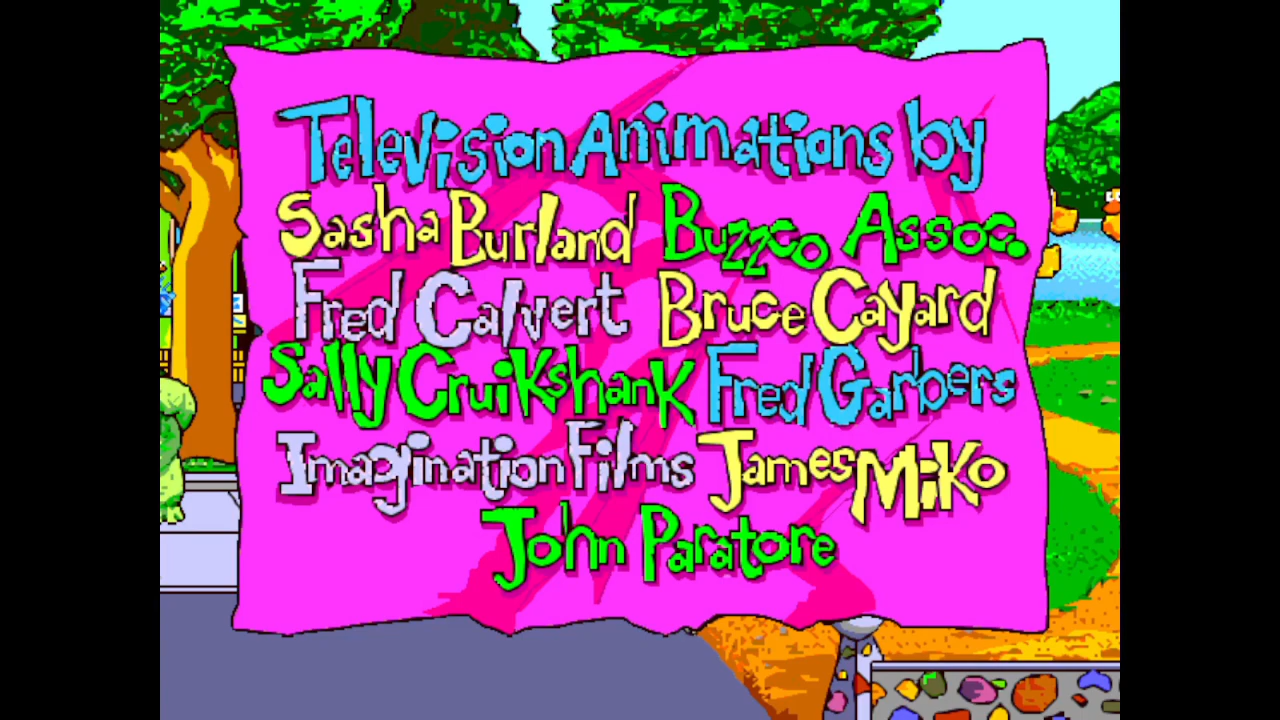 Television Animations by
Sasha Burland Buzzco Assoc.
Fred Calvert Bruce Cayard
Sally Cruikshank Fred Garbers
Imagination Films James Miko
John Paratore